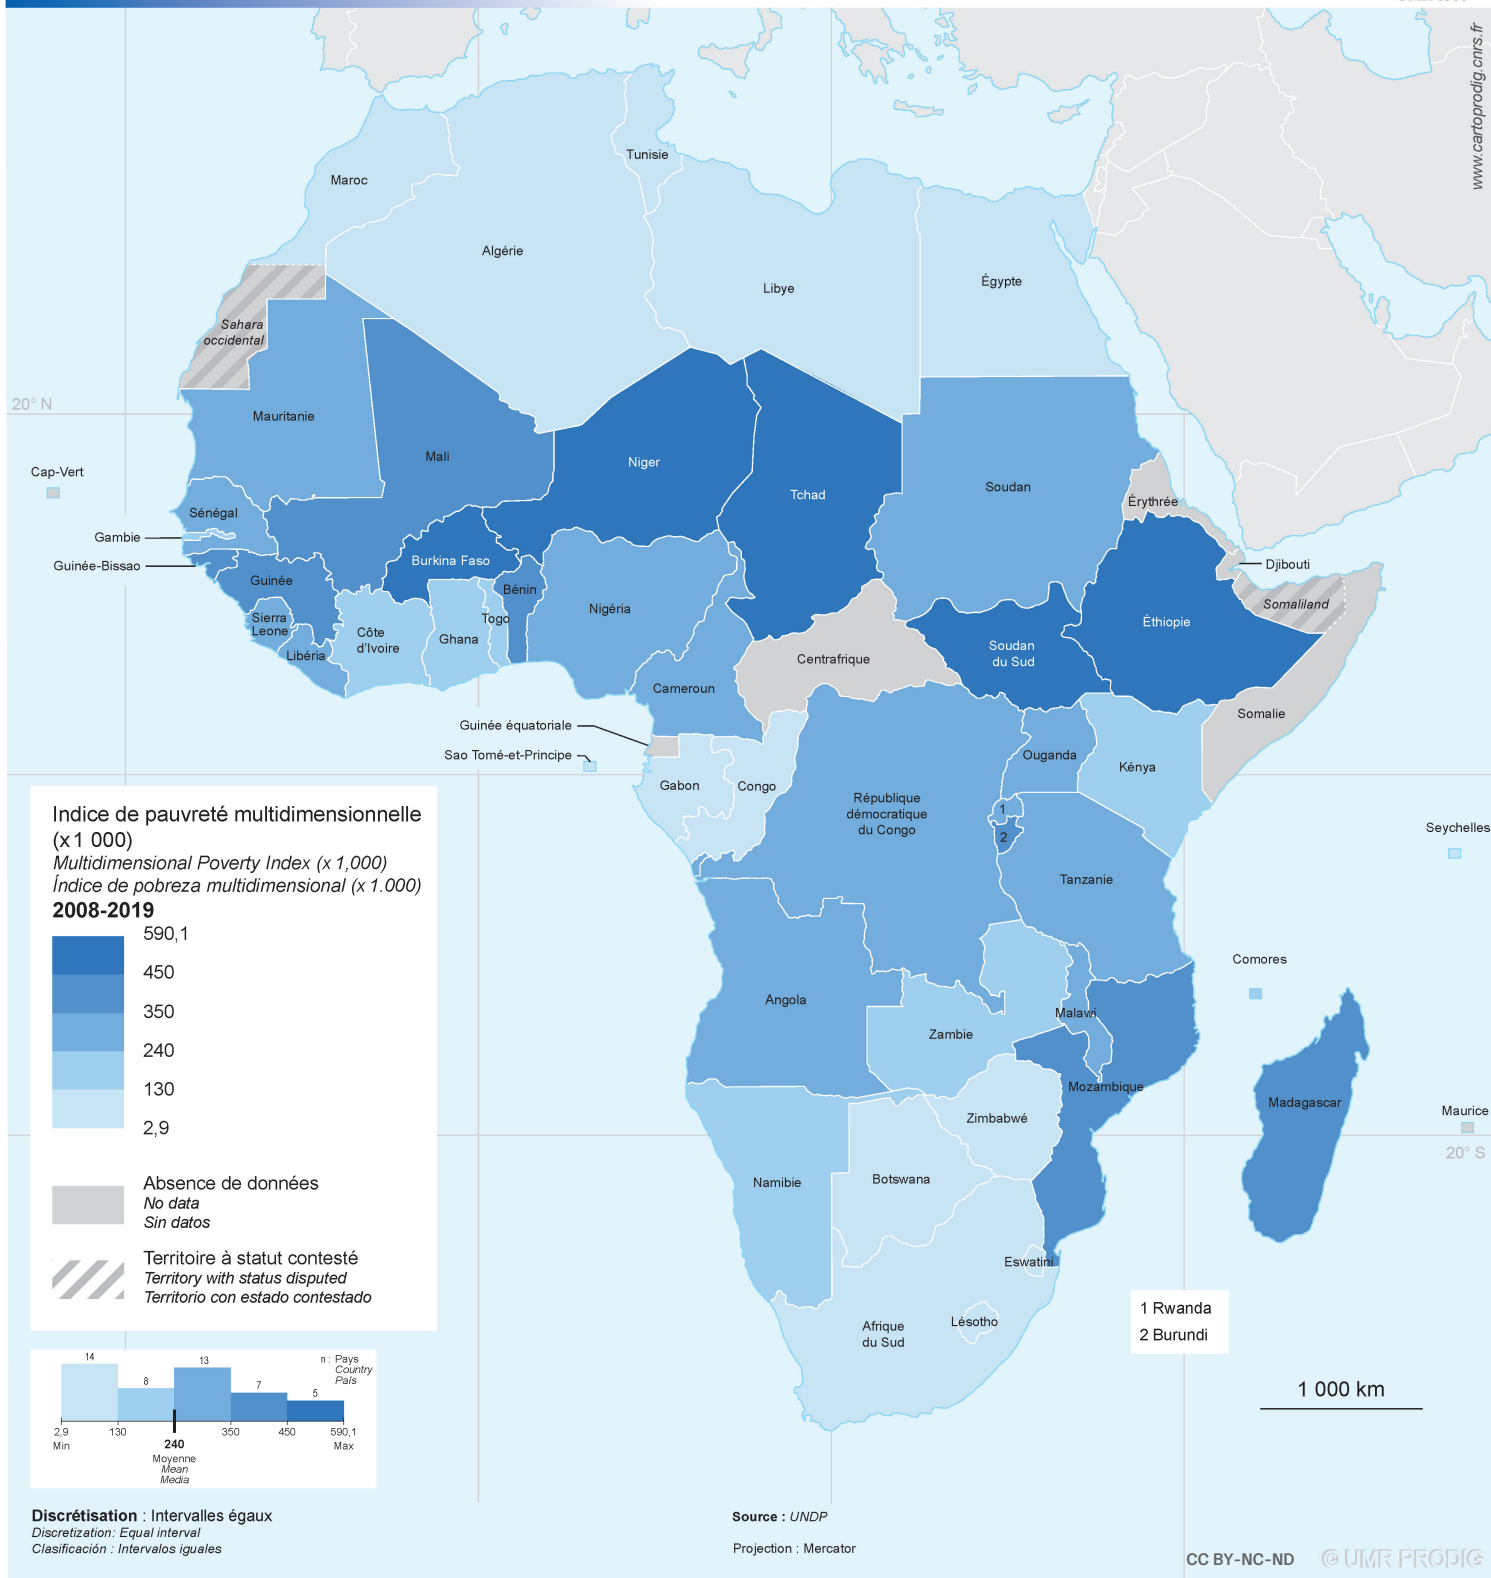 www.cartoprodig.cnrs.fr
Tunisie
Maroc
Algérie
Libye
Égypte
Sahara
occidental
20° N
Mauritanie
Mali
Niger
Tchad
Soudan
Cap-Vert
Érythrée
Sénégal
Gambie
Guinée-Bissao
Djibouti
Burkina Faso
Guinée
Bénin
Somaliland
Nigéria
Sierra
Leone
Togo
Côte
d'Ivoire
Ghana
Éthiopie
Libéria
Soudan
du Sud
Centrafrique
Cameroun
Somalie
Guinée équatoriale
Sao Tomé-et-Principe
Ouganda
Kénya
Gabon
Congo
République
démocratique
du Congo
1
2
Seychelles
Tanzanie
Comores
Angola
Malawi
Zambie
Mozambique
Madagascar
Maurice
Zimbabwé
20° S
Botswana
Namibie
Eswatini
Lésotho
Afrique
du Sud
1 Rwanda
2 Burundi
1 000 km
Indice de pauvreté multidimensionnelle
(x 1 000)
Multidimensional Poverty Index (x 1,000)
Índice de pobreza multidimensional (x 1.000)
2008-2019
590,1
450
350
240
130
2,9
Absence de données
No data
Sin datos
Territoire à statut contesté
Territory with status disputed
Territorio con estado contestado
14
8
13
7
5
n : Pays
Country
País
2,9
130
350
450
590,1
Min
240
Max
Moyenne
Mean
Media
Discrétisation : Intervalles égaux
Discretization: Equal interval
Clasificación : Intervalos iguales
Source : UNDP
Projection : Mercator
CC BY-NC-ND
© UMR PRODIG